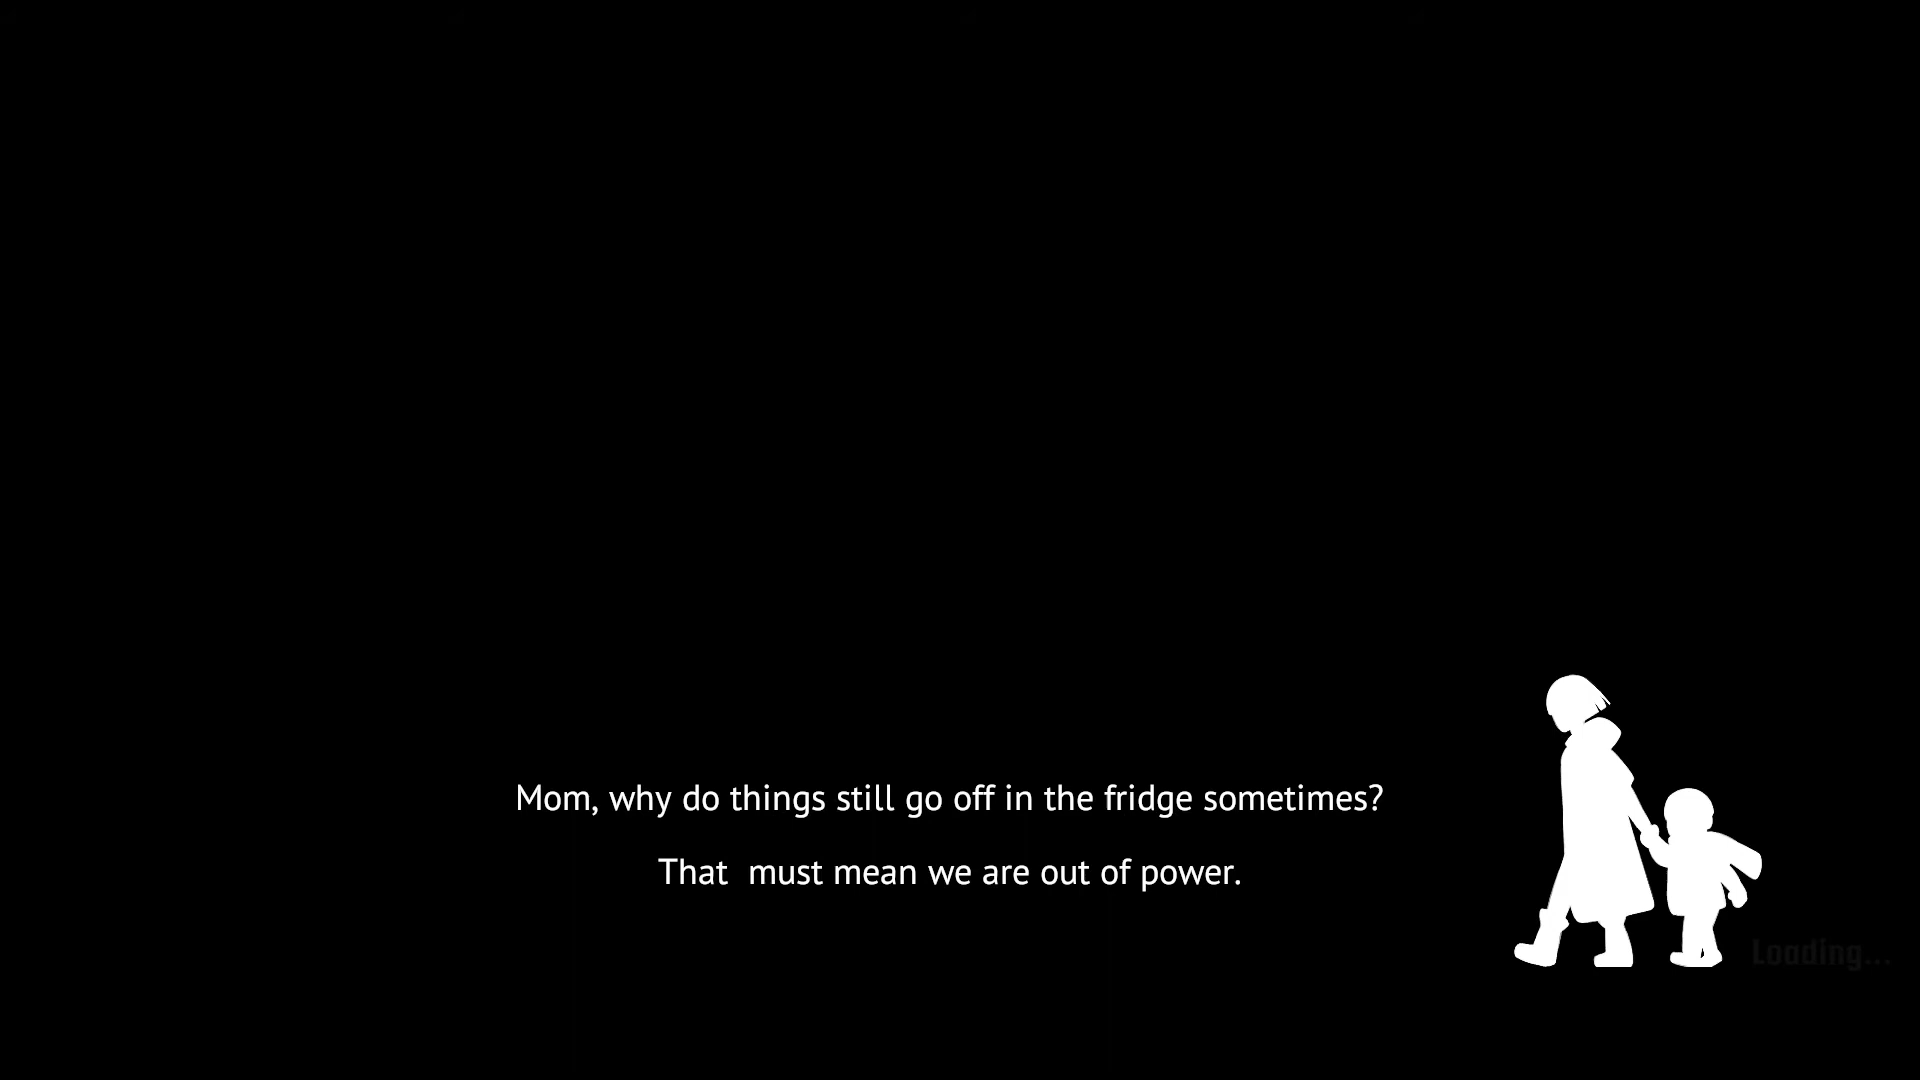 Mom, why do things still go off in the fridge sometimes?
That  must mean we are out of power.
Loading...